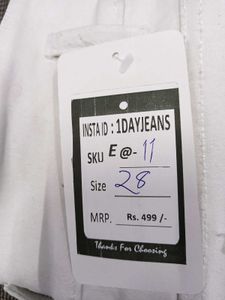 INSTA ID : 1DAYJEANS
SKU E @- 11
Size 28
MRP. Rs. 499 /-
Thanks For Choosing